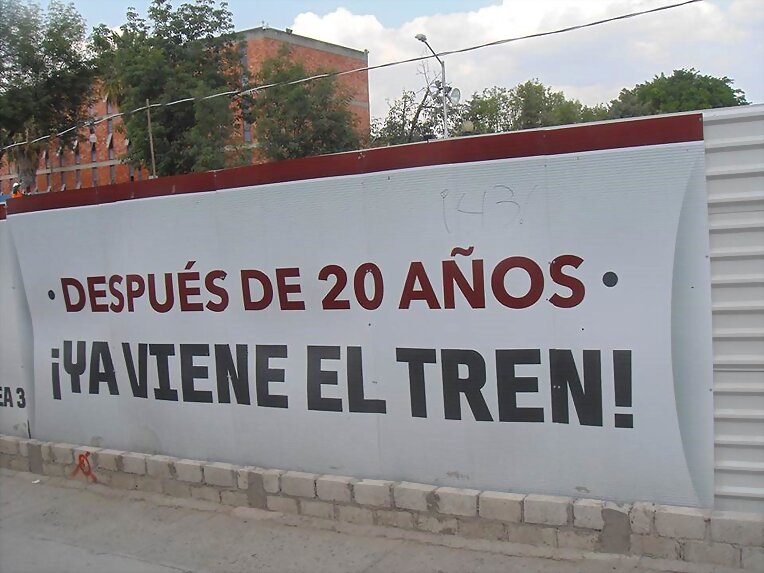 • DESPUÉS DE 20 AÑOS •
¡YA VIENE EL TREN!
EA 3